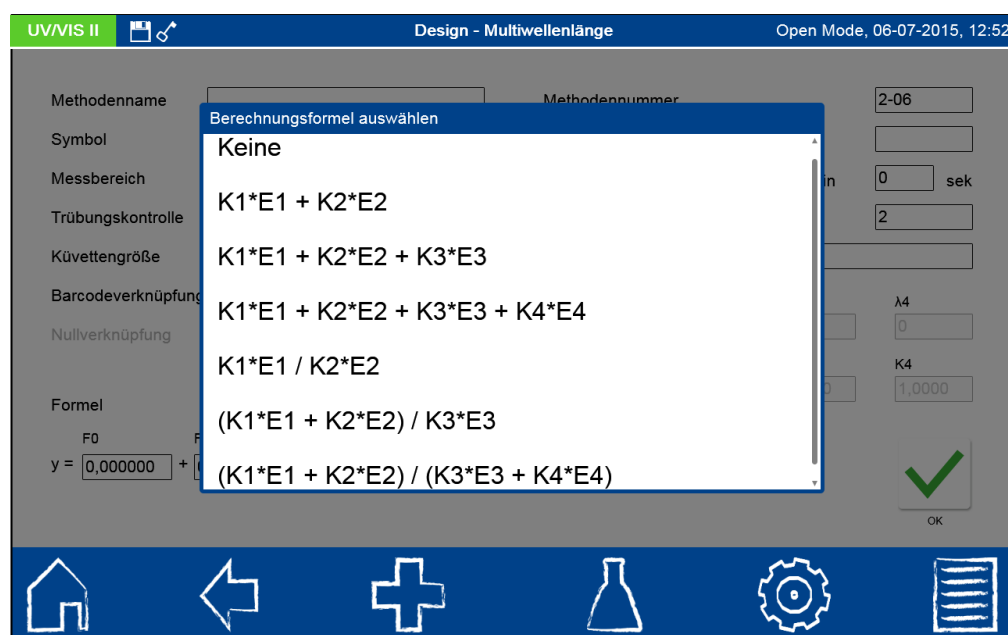 UV/VIS II Design - Multiwellenlänge Open Mode, 06-07-2015, 12:52
Methodenname Methodennummer 2-06
Berechnungsformel auswählen
Symbol
Keine
Messbereich 0 sek
K1*E1 + K2*E2
Trübungskontrolle 2
Küvettengröße
K1*E1 + K2*E2 + K3*E3
Barcodeverknüpfung λ4
K1*E1 + K2*E2 + K3*E3 + K4*E4
Nullverknüpfung 0
K1*E1 / K2*E2
K4
1,0000
Formel
(K1*E1 + K2*E2) / K3*E3
F0
y = 0,000000 +
(K1*E1 + K2*E2) / (K3*E3 + K4*E4)
OK